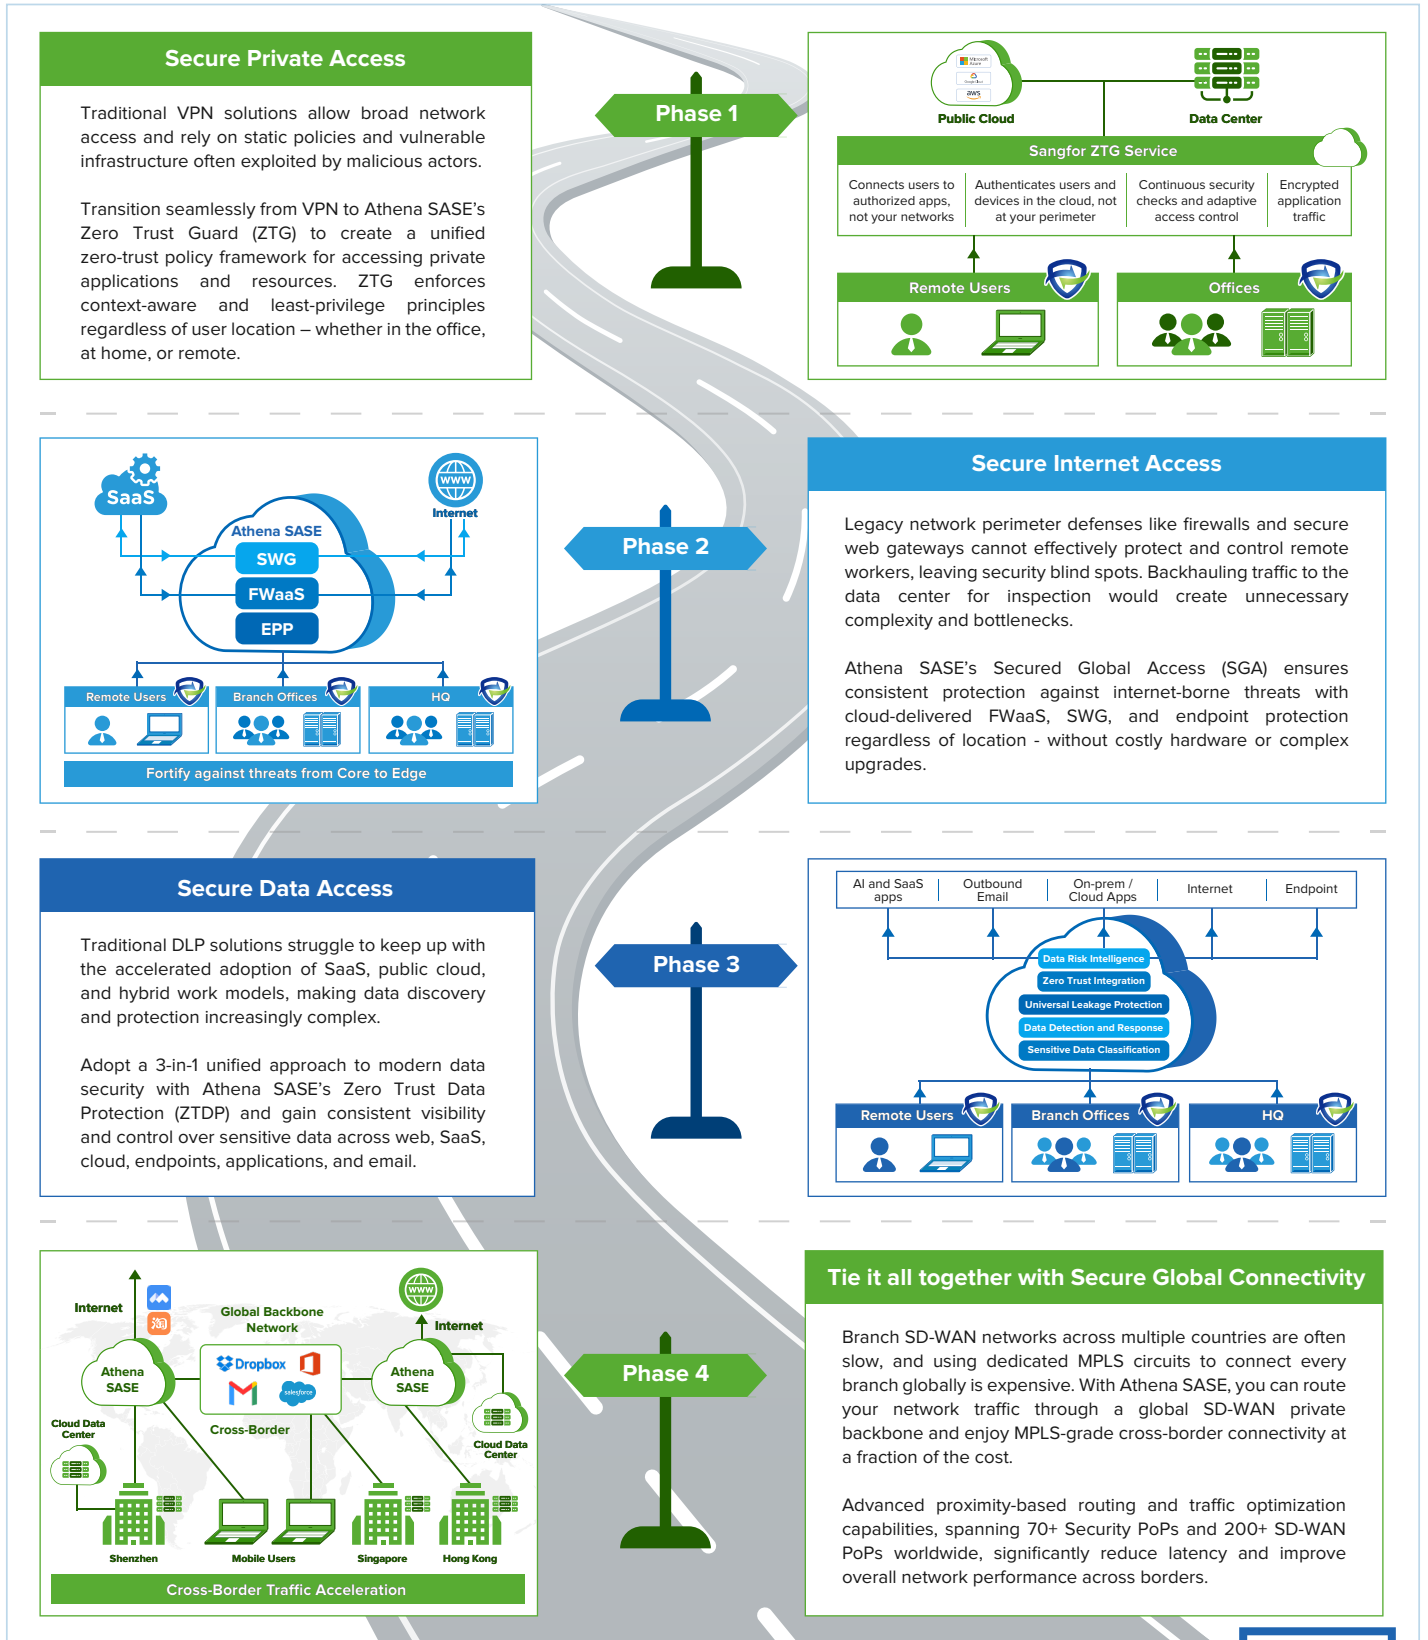 Secure Private Access
Traditional VPN solutions allow broad network
access and rely on static policies and vulnerable
infrastructure often exploited by malicious actors.
Transition seamlessly from VPN to Athena SASE's
Zero Trust Guard (ZTG) to create a unified
zero-trust policy framework for accessing private
applications and resources. ZTG enforces
context-aware and least-privilege principles
regardless of user location – whether in the office,
at home, or remote.
Phase 1
Microsoft
Azure
Google Cloud
aws
Public Cloud
Data Center
Sangfor ZTG Service
Connects users to
authorized apps,
not your networks
Authenticates users and
devices in the cloud, not
at your perimeter
Continuous security
checks and adaptive
access control
Encrypted
application
traffic
Remote Users
Offices
SaaS
www
Internet
Athena SASE
SWG
FWaaS
EPP
Remote Users
Branch Offices
HQ
Fortify against threats from Core to Edge
Phase 2
Secure Internet Access
Legacy network perimeter defenses like firewalls and secure
web gateways cannot effectively protect and control remote
workers, leaving security blind spots. Backhauling traffic to the
data center for inspection would create unnecessary
complexity and bottlenecks.
Athena SASE's Secured Global Access (SGA) ensures
consistent protection against internet-borne threats with
cloud-delivered FWaaS, SWG, and endpoint protection
regardless of location - without costly hardware or complex
upgrades.
Secure Data Access
Traditional DLP solutions struggle to keep up with
the accelerated adoption of SaaS, public cloud,
and hybrid work models, making data discovery
and protection increasingly complex.
Adopt a 3-in-1 unified approach to modern data
security with Athena SASE's Zero Trust Data
Protection (ZTDP) and gain consistent visibility
and control over sensitive data across web, SaaS,
cloud, endpoints, applications, and email.
Phase 3
AI and SaaS
apps
Outbound
Email
On-prem /
Cloud Apps
Internet
Endpoint
Data Risk Intelligence
Zero Trust Integration
Universal Leakage Protection
Data Detection and Response
Sensitive Data Classification
Remote Users
Branch Offices
HQ
Internet
淘
Global Backbone
Network
www
Internet
Athena
SASE
Dropbox
salesforce
Athena
SASE
Cross-Border
Cloud Data
Center
Cloud Data
Center
Shenzhen
Mobile Users
Singapore
Hong Kong
Cross-Border Traffic Acceleration
Phase 4
Tie it all together with Secure Global Connectivity
Branch SD-WAN networks across multiple countries are often
slow, and using dedicated MPLS circuits to connect every
branch globally is expensive. With Athena SASE, you can route
your network traffic through a global SD-WAN private
backbone and enjoy MPLS-grade cross-border connectivity at
a fraction of the cost.
Advanced proximity-based routing and traffic optimization
capabilities, spanning 70+ Security PoPs and 200+ SD-WAN
PoPs worldwide, significantly reduce latency and improve
overall network performance across borders.